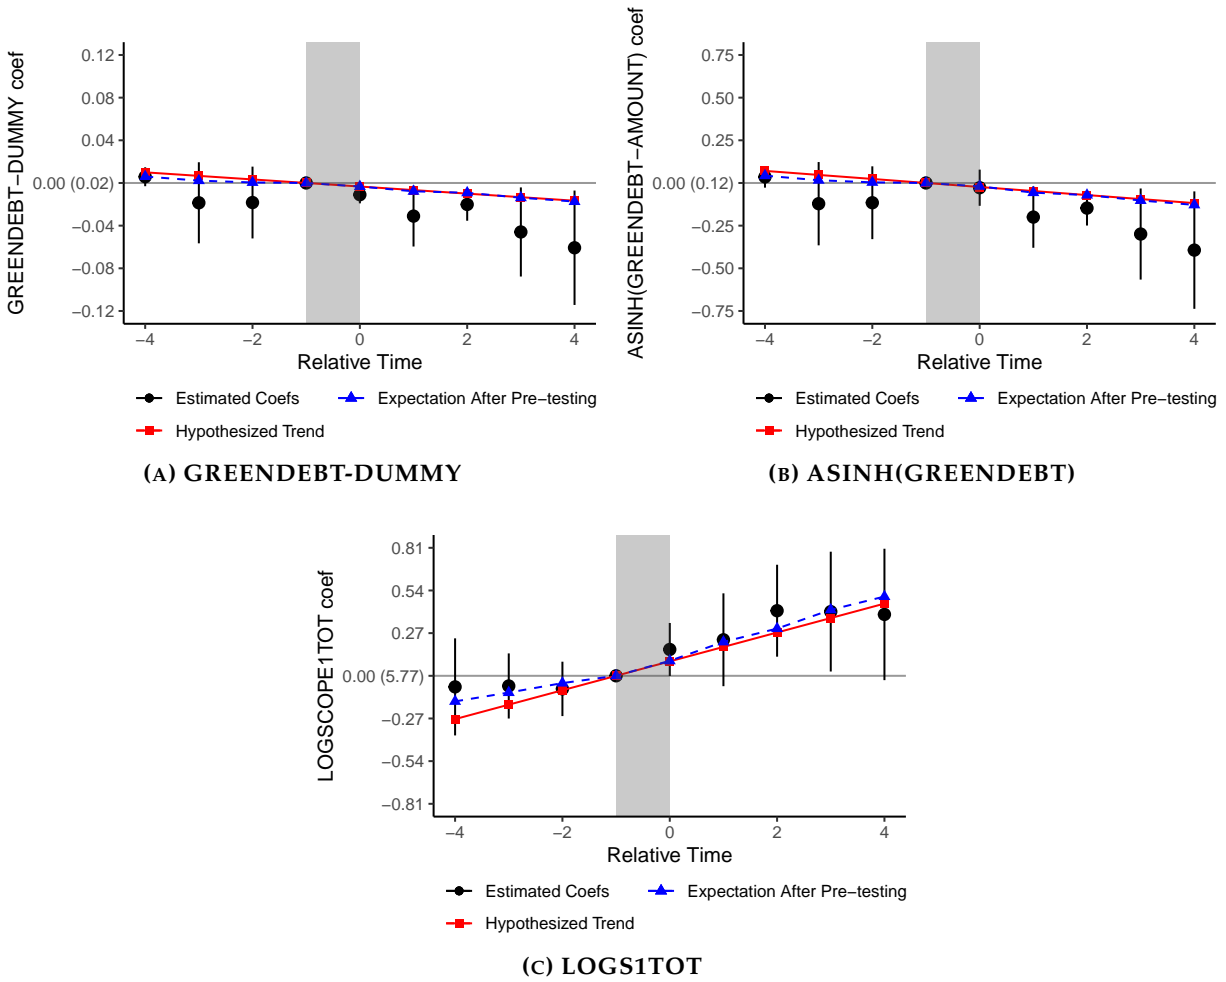 GREENDEBT−DUMMY coef
0.12
0.08
0.04
0.00 (0.02)
−0.04
−0.08
−0.12
−4
−2
0
2
4
Relative Time
Estimated Coefs
Expectation After Pre−testing
Hypothesized Trend
(A) GREENDEBT-DUMMY
ASINH(GREENDEBT−AMOUNT) coef
0.75
0.50
0.25
0.00 (0.12)
−0.25
−0.50
−0.75
−4
−2
0
2
4
Relative Time
Estimated Coefs
Expectation After Pre−testing
Hypothesized Trend
(B) ASINH(GREENDEBT)
LOGSCOPE1TOT coef
0.81
0.54
0.27
0.00 (5.77)
−0.27
−0.54
−0.81
−4
−2
0
2
4
Relative Time
Estimated Coefs
Expectation After Pre−testing
Hypothesized Trend
(C) LOGS1TOT